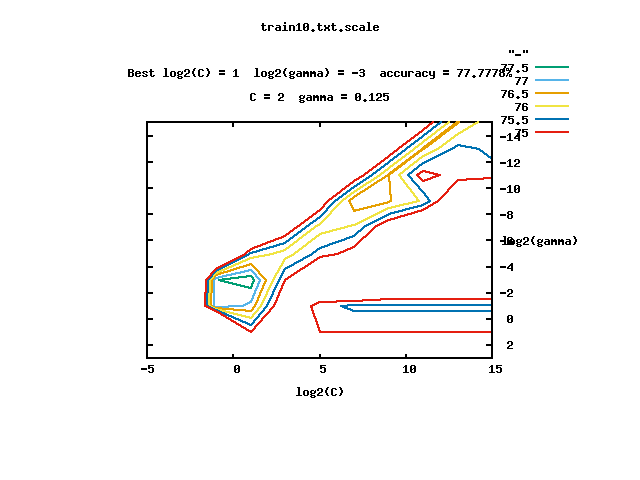 train10.txt.scale
"-"
Best log2(C) = 1  log2(gamma) = -3  accuracy = 77.7778%
77.5
77
C = 2  gamma = 0.125
76.5
76
75.5
75
-14
-12
-10
-8
-6
log2(gamma)
-4
-2
0
2
-5 0 5 10 15
log2(C)